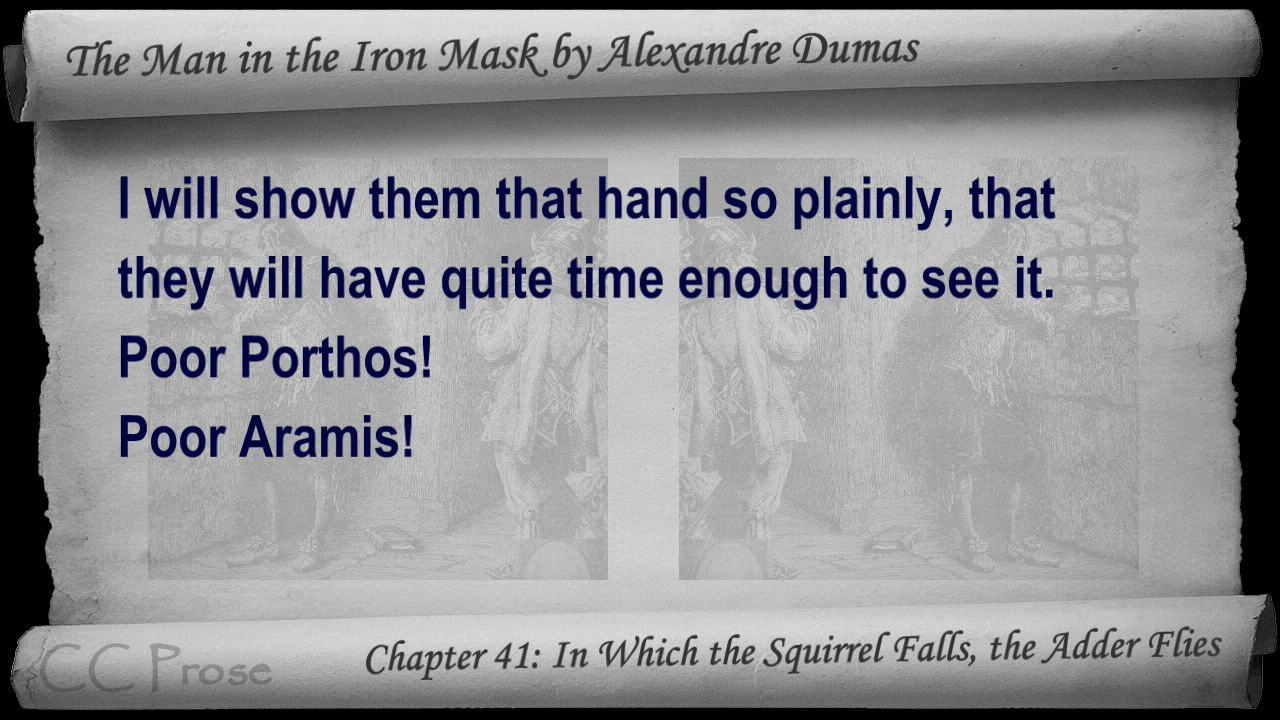 The Man in the Iron Mask by Alexandre Dumas
I will show them that hand so plainly, that
they will have quite time enough to see it.
Poor Porthos!
Poor Aramis!
Chapter 41: In Which the Squirrel Falls, the Adder Flies
CC Prose